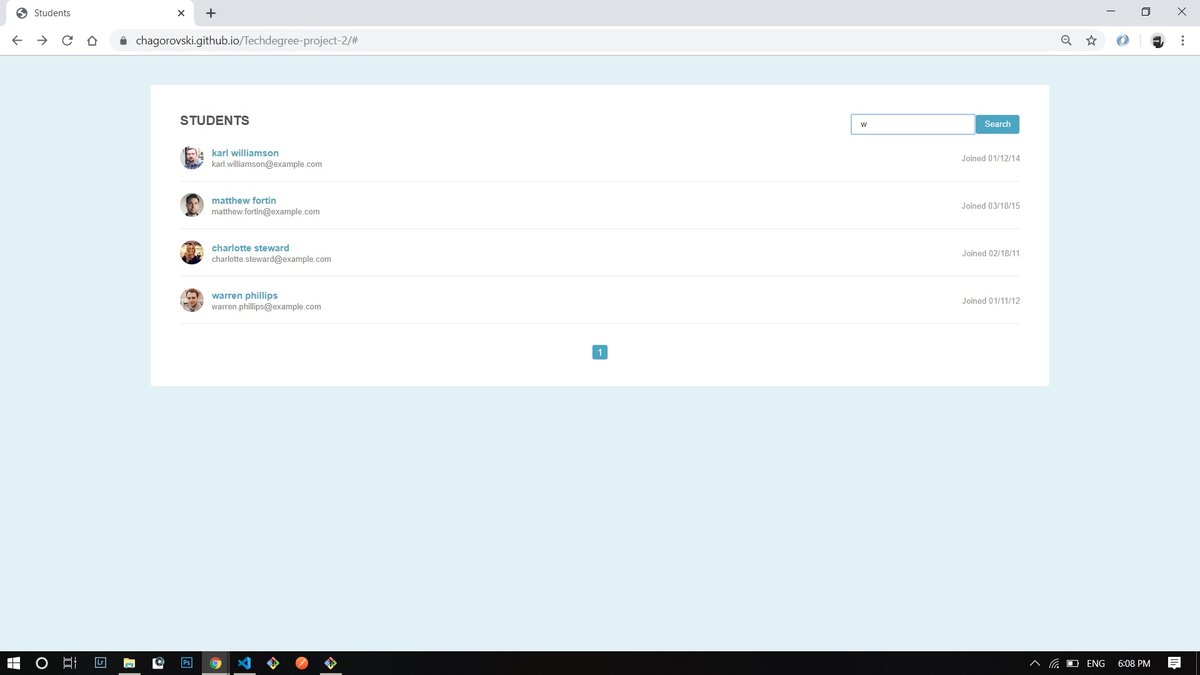 Students
chagorovski.github.io/Techdegree-project-2/#
STUDENTS
w
Search
karl williamson
karl.williamson@example.com
Joined 01/12/14
matthew fortin
matthew.fortin@example.com
Joined 03/18/15
charlotte steward
charlotte.steward@example.com
Joined 02/18/11
warren phillips
warren.phillips@example.com
Joined 01/11/12
1
Lr
Ps
ENG
6:08 PM